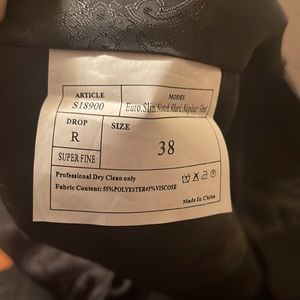 ARTICLE MODEL
S18900 Euro.Slim
DROP SIZE
R 38
SUPER FINE
Professional Dry Clean only
Fabric Content: 55%POLYESTER45%VISCOSE
Made In China